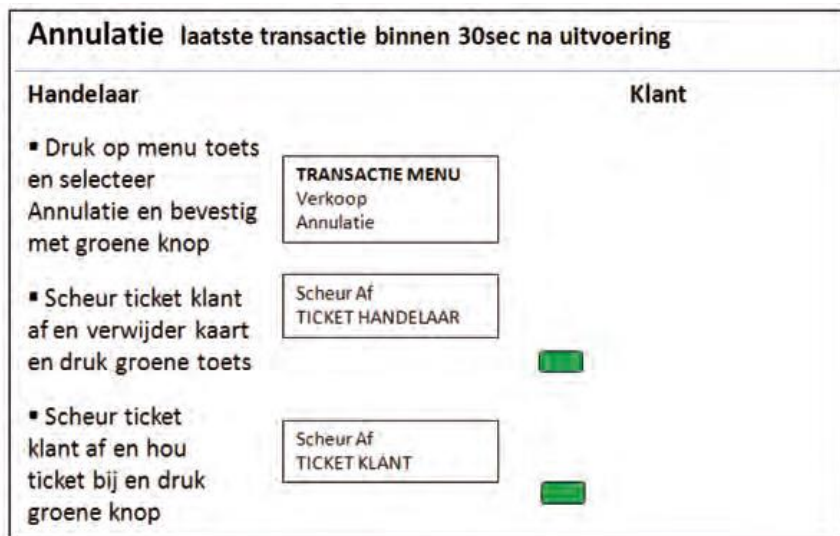 Annulatie laatste transactie binnen 30sec na uitvoering
Handelaar Klant
▪ Druk op menu toets
en selecteer
Annulatie en bevestig
met groene knop
TRANSACTIE MENU
Verkoop
Annulatie
▪ Scheur ticket klant
af en verwijder kaart
en druk groene toets
Scheur Af
TICKET HANDELAAR
▪ Scheur ticket
klant af en hou
ticket bij en druk
groene knop
Scheur Af
TICKET KLANT